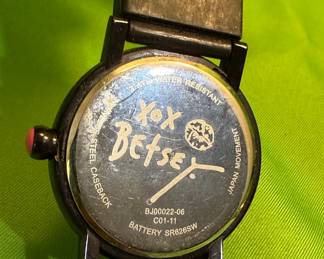 WATER RESISTANT
XOX
BETSEY
JAPAN MOVEMENT
STEEL CASEBACK
BJ00022-06
C01-11
BATTERY SR626SW